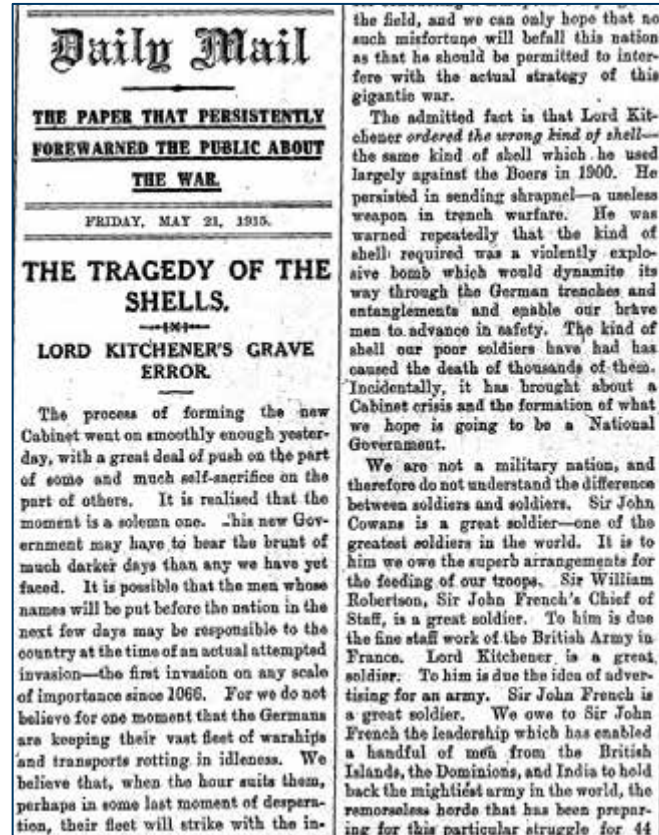 Daily Mail
THE PAPER THAT PERSISTENTLY
FOREWARNED THE PUBLIC ABOUT
THE WAR.
FRIDAY, MAY 21, 1915.
THE TRAGEDY OF THE
SHELLS.
LORD KITCHENER'S GRAVE
ERROR.
The process of forming the new
Cabinet went on smoothly enough yester-
day, with a great deal of push on the part
of some and much self-sacrifice on the
part of others. It is realised that the
moment is a solemn one. This new Gov-
ernment may have to bear the brunt of
much darker days than any we have yet
faced. It is possible that the men whose
names will be put before the nation in the
next few days may be responsible to the
country at the time of an actual attempted
invasion—the first invasion on any scale
of importance since 1066. For we do not
believe for one moment that the Germans
are keeping their vast fleet of warships
and transports rotting in idleness. We
believe that, when the hour suits them,
perhaps in some last moment of despera-
tion, their fleet will strike with the in-
the field, and we can only hope that no
such misfortune will befall this nation
as that he should be permitted to inter-
fere with the actual strategy of this
gigantic war.
The admitted fact is that Lord Kit-
chener ordered the wrong kind of shell—
the same kind of shell which he used
largely against the Boers in 1900. He
persisted in sending shrapnel—a useless
weapon in trench warfare. He was
warned repeatedly that the kind of
shell required was a violently explo-
sive bomb which would dynamite its
way through the German trenches and
entanglements and enable our brave
men to advance in safety. The kind of
shell our poor soldiers have had has
caused the death of thousands of them.
Incidentally, it has brought about a
Cabinet crisis and the formation of what
we hope is going to be a National
Government.
We are not a military nation, and
therefore do not understand the difference
between soldiers and soldiers. Sir John
Cowans is a great soldier—one of the
greatest soldiers in the world. It is to
him we owe the superb arrangements for
the feeding of our troops. Sir William
Robertson, Sir John French's Chief of
Staff, is a great soldier. To him is due
the fine staff work of the British Army in
France. Lord Kitchener is a great
soldier. To him is due the idea of adver-
tising for an army. Sir John French is
a great soldier. We owe to Sir John
French the leadership which has enabled
a handful of men from the British
Islands, the Dominions, and India to hold
back the mightiest army in the world, the
remorseless horde that has been prepar-
ing for this particular struggle for 44